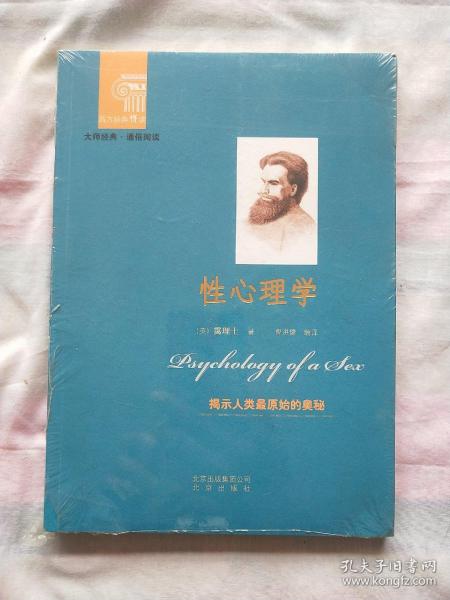 西方经典悦读
大师经典·通俗阅读
性心理学
(英)霭理士 著 编译
Psychology of a Sex
揭示人类最原始的奥秘
北京出版集团公司
北京出版社
孔夫子旧书网
www.kongfz.com